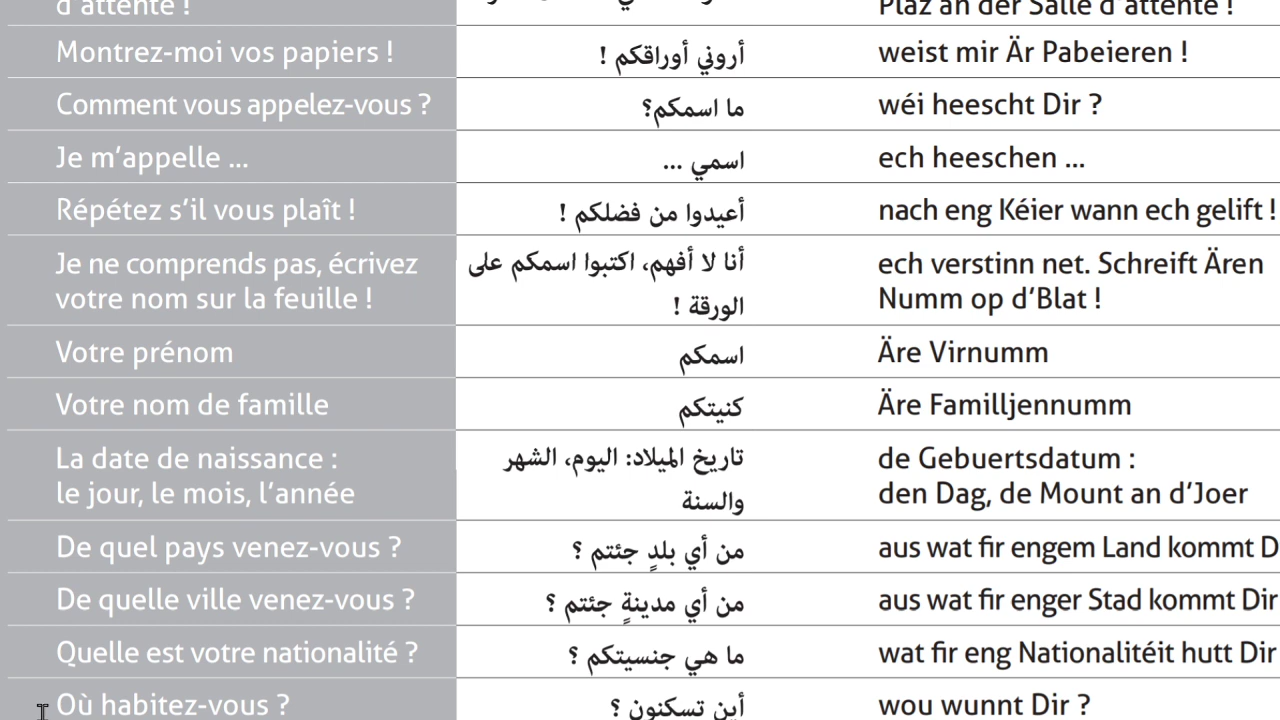 d'attente !
Plaz an der Salle d'attente !
Montrez-moi vos papiers !
أروني أوراقكم !
weist mir Är Pabeieren !
Comment vous appelez-vous ?
ما اسمكم؟
wéi heescht Dir ?
Je m'appelle ...
اسمي ...
ech heeschen ...
Répétez s'il vous plaît !
أعيدوا من فضلكم !
nach eng Kéier wann ech gelift !
Je ne comprends pas, écrivez
votre nom sur la feuille !
أنا لا أفهم، اكتبوا اسمكم على
الورقة !
ech verstinn net. Schreift Ären
Numm op d'Blat !
Votre prénom
اسمكم
Äre Virnumm
Votre nom de famille
كنيتكم
Äre Familljennumm
La date de naissance :
le jour, le mois, l'année
تاريخ الميلاد: اليوم، الشهر
والسنة
de Gebuertsdatum :
den Dag, de Mount an d'Joer
De quel pays venez-vous ?
من أي بلدٍ جئتم ؟
aus wat fir engem Land kommt D
De quelle ville venez-vous ?
من أي مدينةٍ جئتم ؟
aus wat fir enger Stad kommt Dir
Quelle est votre nationalité ?
ما هي جنسيتكم ؟
wat fir eng Nationalitéit hutt Dir
Où habitez-vous ?
أين تسكنون ؟
wou wunnt Dir ?